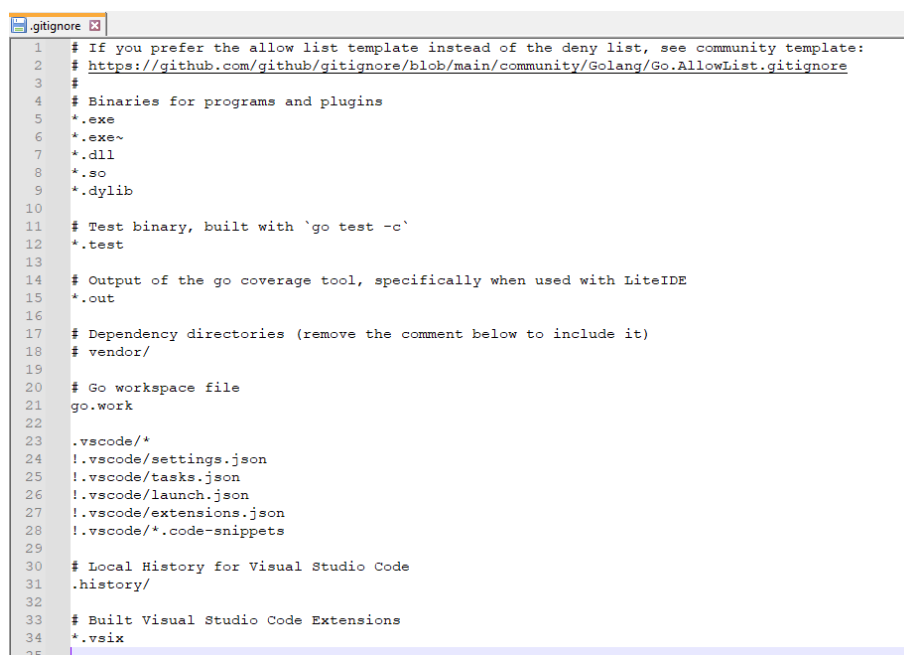 .gitignore
1 # If you prefer the allow list template instead of the deny list, see community template:
2 # https://github.com/github/gitignore/blob/main/community/Golang/Go.AllowList.gitignore
3 #
4 # Binaries for programs and plugins
5 *.exe
6 *.exe~
7 *.dll
8 *.so
9 *.dylib
10
11 # Test binary, built with `go test -c`
12 *.test
13
14 # Output of the go coverage tool, specifically when used with LiteIDE
15 *.out
16
17 # Dependency directories (remove the comment below to include it)
18 # vendor/
19
20 # Go workspace file
21 go.work
22
23 .vscode/*
24 !.vscode/settings.json
25 !.vscode/tasks.json
26 !.vscode/launch.json
27 !.vscode/extensions.json
28 !.vscode/*.code-snippets
29
30 # Local History for Visual Studio Code
31 .history/
32
33 # Built Visual Studio Code Extensions
34 *.vsix
35